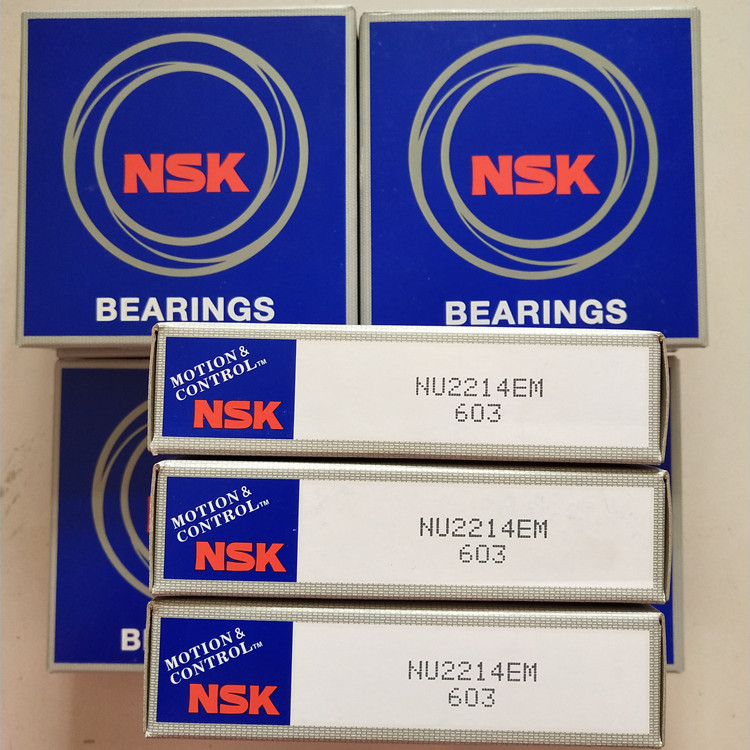 NSK
BEARINGS
NSK
BEARINGS
MOTION &
CONTROL™
NSK
NU2214EM
603
MOTION &
CONTROL™
NSK
NU2214EM
603
MOTION &
CONTROL™
NSK
NU2214EM
603